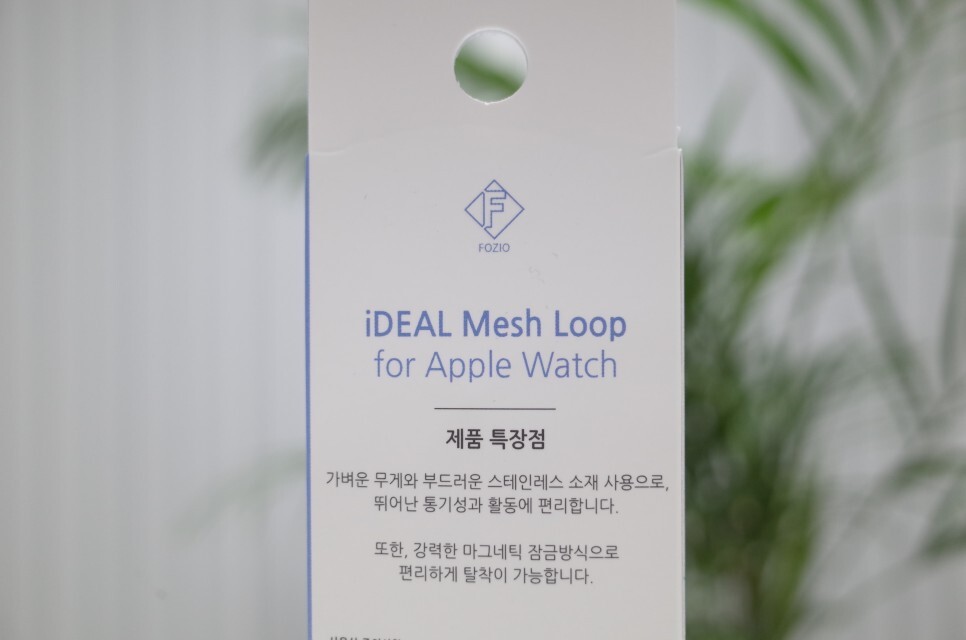 FOZIO
iDEAL Mesh Loop
for Apple Watch
제품 특장점
가벼운 무게와 부드러운 스테인레스 소재 사용으로,
뛰어난 통기성과 활동에 편리합니다.
또한, 강력한 마그네틱 잠금방식으로
편리하게 탈착이 가능합니다.